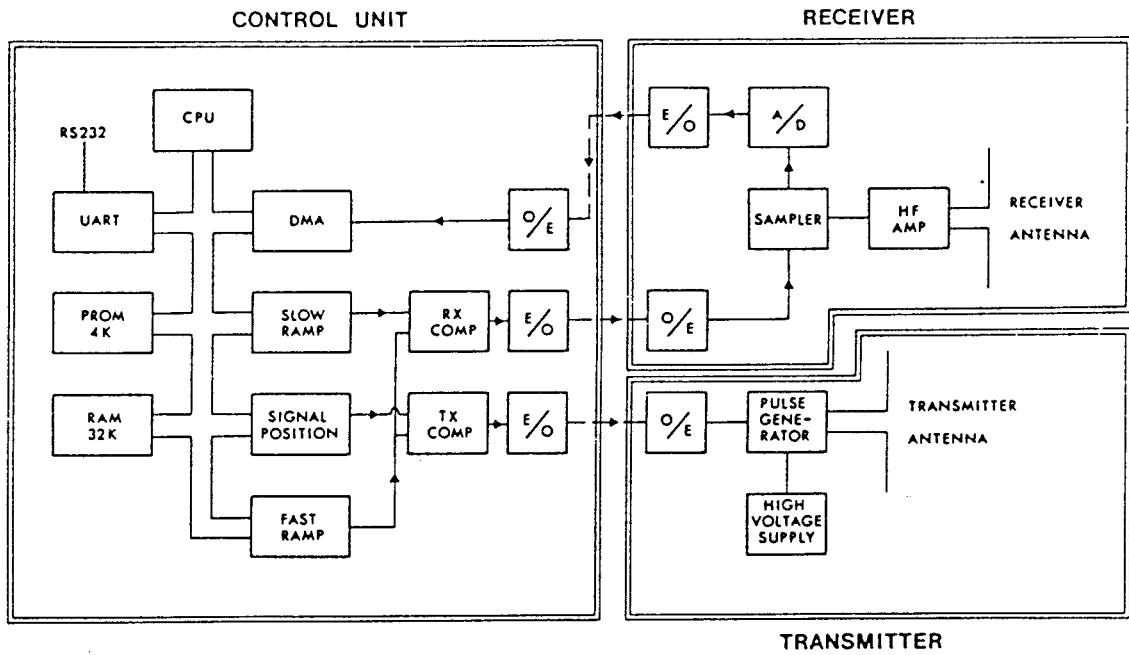 CONTROL UNIT
RECEIVER
CPU
RS232
UART
DMA
O/E
E/O
A/D
SAMPLER
HF
AMP
RECEIVER
ANTENNA
PROM
4K
SLOW
RAMP
RX
COMP
E/O
O/E
RAM
32K
SIGNAL
POSITION
TX
COMP
E/O
O/E
PULSE
GENE-
RATOR
TRANSMITTER
ANTENNA
FAST
RAMP
HIGH
VOLTAGE
SUPPLY
TRANSMITTER